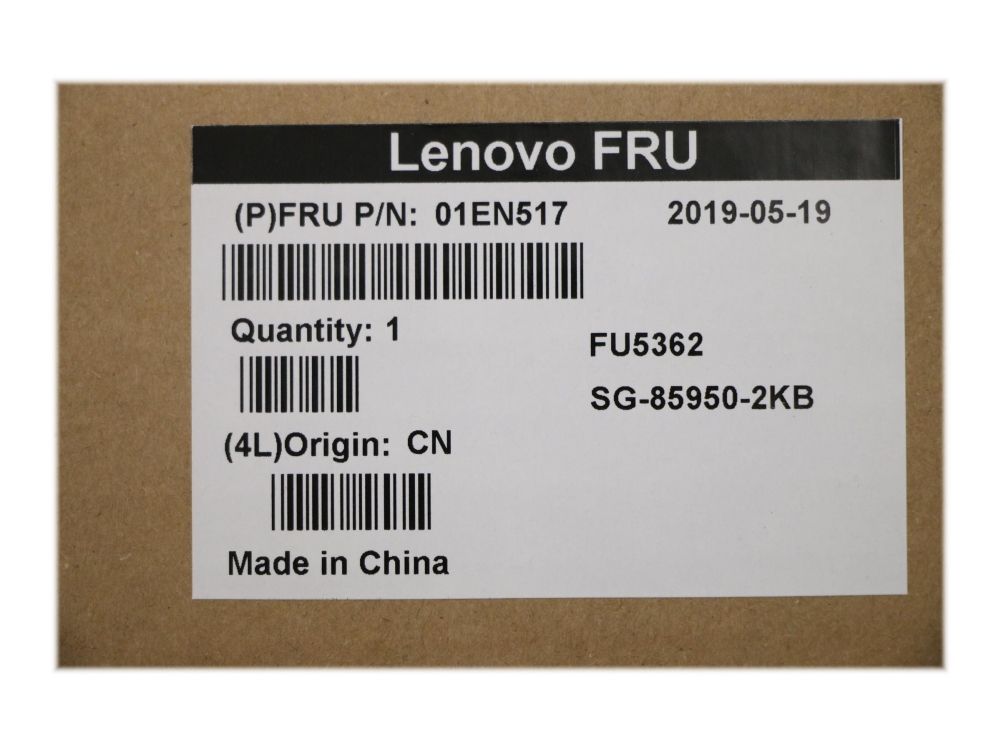 Lenovo FRU
(P)FRU P/N: 01EN517 2019-05-19
Quantity: 1
FU5362
SG-85950-2KB
(4L)Origin: CN
Made in China